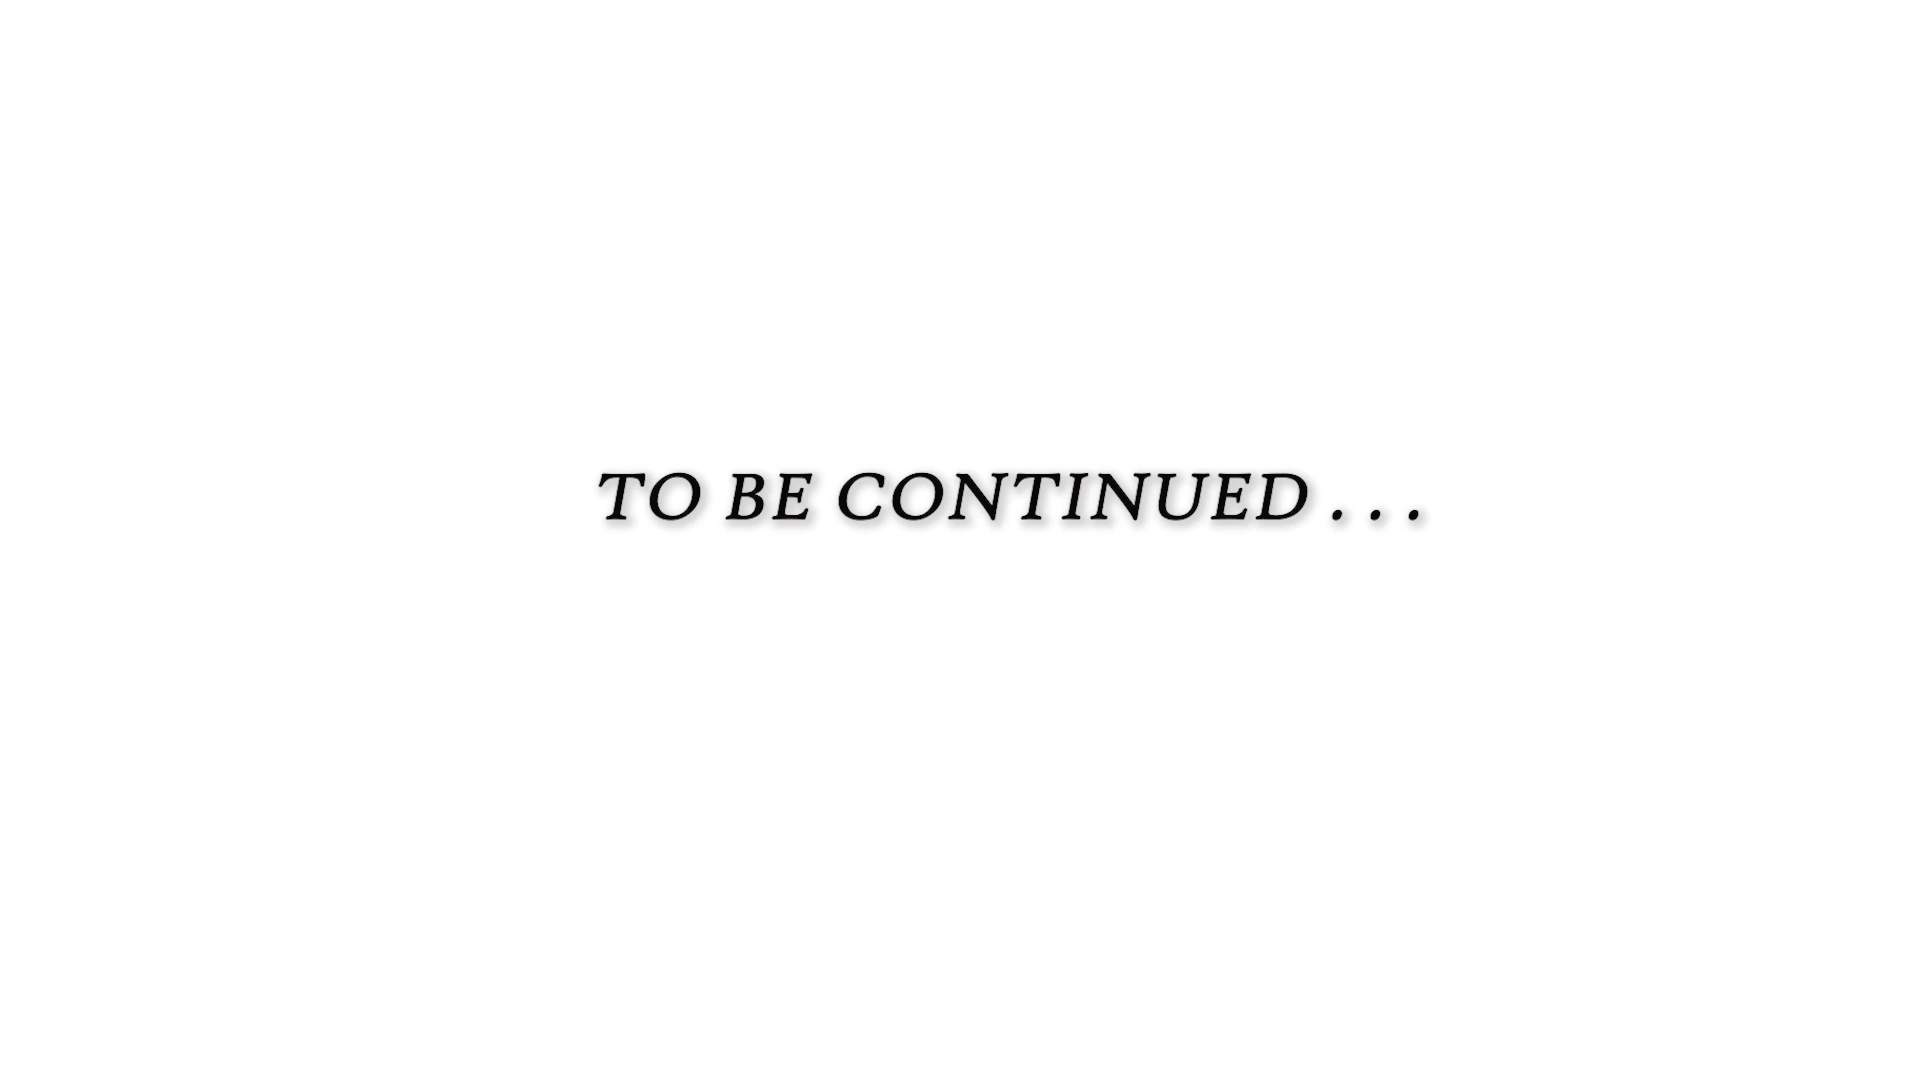 TO BE CONTINUED . . .